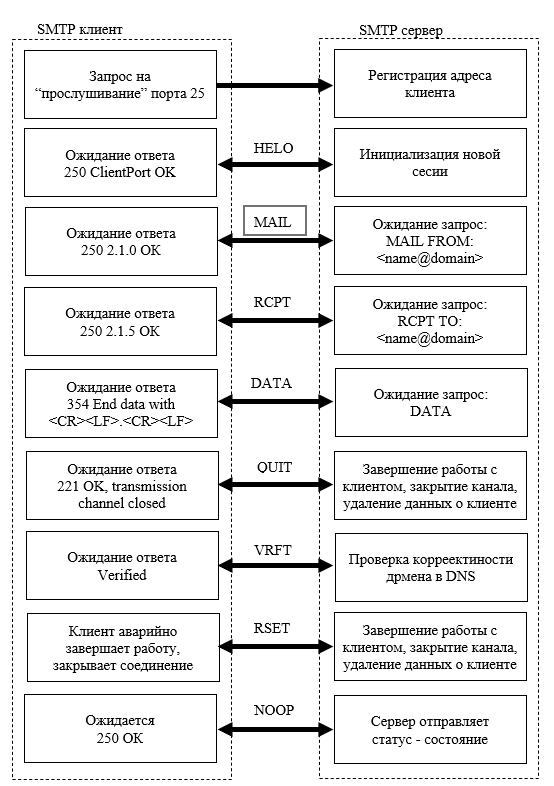 SMTP клиент
SMTP сервер
Запрос на
“прослушивание” порта 25
Регистрация адреса
клиента
HELO
Ожидание ответа
250 ClientPort OK
Инициализация новой
сесии
MAIL
Ожидание ответа
250 2.1.0 OK
Ожидание запрос:
MAIL FROM:
<name@domain>
RCPT
Ожидание ответа
250 2.1.5 OK
Ожидание запрос:
RCPT TO:
<name@domain>
DATA
Ожидание ответа
354 End data with
<CR><LF>.<CR><LF>
Ожидание запрос:
DATA
QUIT
Ожидание ответа
221 OK, transmission
channel closed
Завершение работы с
клиентом, закрытие канала,
удаление данных о клиенте
VRFT
Ожидание ответа
Verified
Проверка корреектиности
дрмена в DNS
RSET
Клиент аварийно
завершает работу,
закрывает соединение
Завершение работы с
клиентом, закрытие канала,
удаление данных о клиенте
NOOP
Ожидается
250 OK
Сервер отправляет
статус - состояние